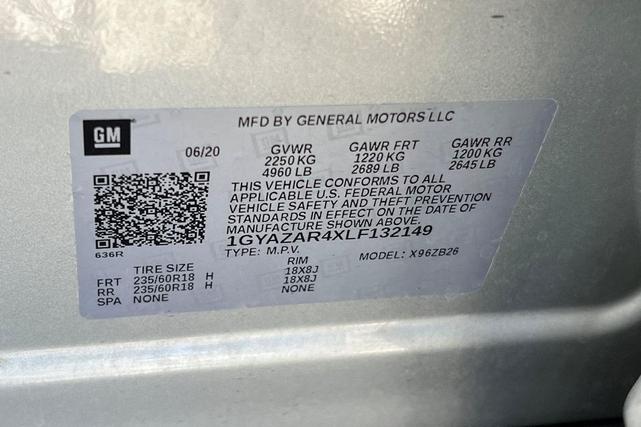 GM
MFD BY GENERAL MOTORS LLC
06/20 GVWR GAWR FRT GAWR RR
2250 KG 1220 KG 1200 KG
4960 LB 2689 LB 2645 LB
THIS VEHICLE CONFORMS TO ALL
APPLICABLE U.S. FEDERAL MOTOR
VEHICLE SAFETY AND THEFT PREVENTION
STANDARDS IN EFFECT ON THE DATE OF
MANUFACTURE SHOWN ABOVE.
1GYAZAR4XLF132149
636R TYPE: M.P.V. MODEL: X96ZB26
TIRE SIZE RIM
FRT 235/60R18 H 18X8J
RR 235/60R18 H 18X8J
SPA NONE NONE